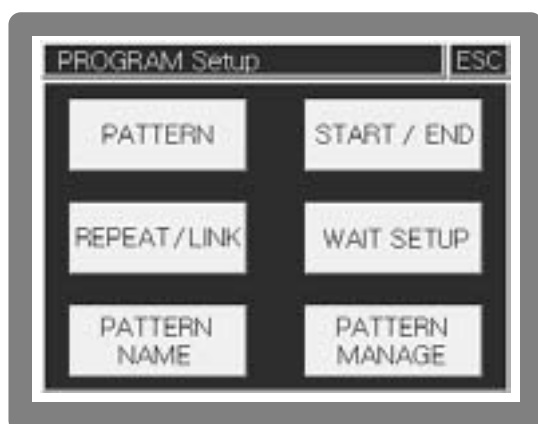 PROGRAM Setup ESC
PATTERN START / END
REPEAT/LINK WAIT SETUP
PATTERN NAME
PATTERN MANAGE